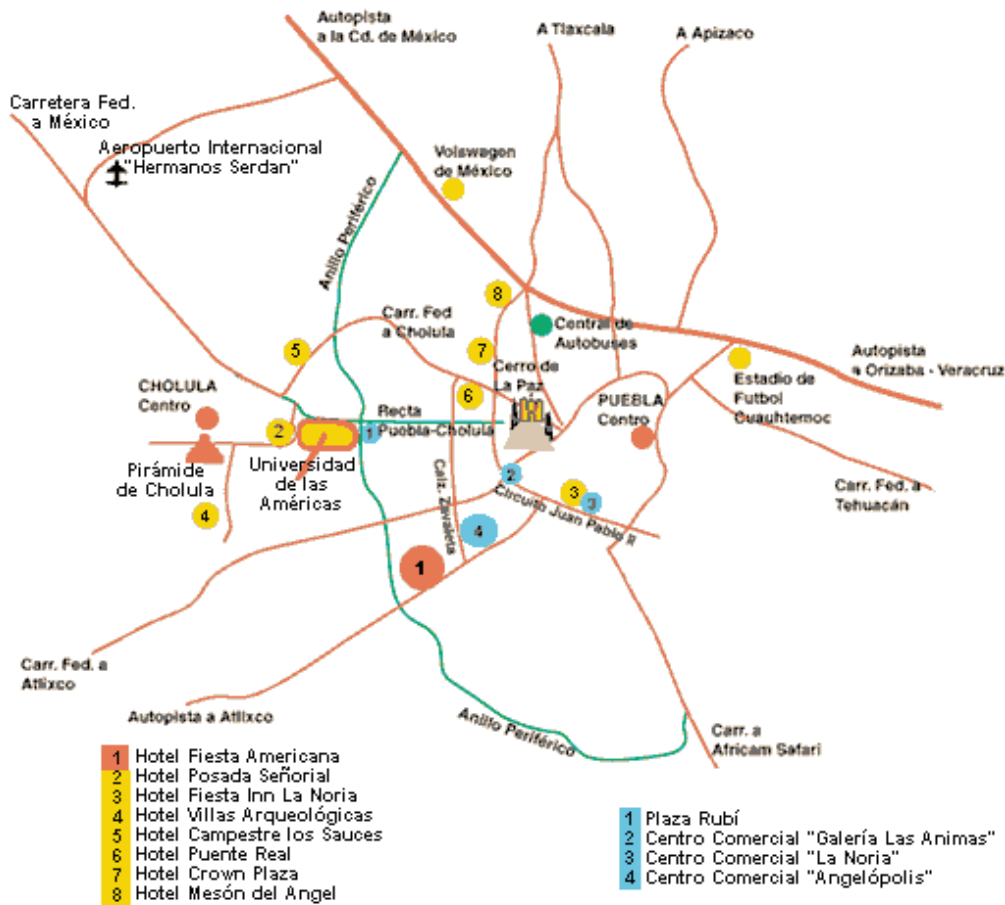 Autopista
a la Cd. de México
A Tlaxcala
A Apizaco
Carretera Fed.
a México
Aeropuerto Internacional
"Hermanos Serdan"
Volswagen
de México
Anillo Periférico
Carr. Fed
a Cholula
8
Central de
Autobuses
5
7
Cerro de
La Paz
6
Autopista
a Orizaba - Veracruz
Estadio de
Futbol
Cuauhtemoc
CHOLULA
Centro
PUEBLA
Centro
Recta
Puebla-Cholula
2
1
Pirámide
de Cholula
Universidad
de las
Américas
Calz. Zavaleta
2
3
3
Circuito Juan Pablo II
Carr. Fed. a
Tehuacán
4
4
1
Carr. Fed. a
Atlixco
Autopista a Atlixco
Anillo Periférico
Carr. a
Africam Safari
1 Hotel Fiesta Americana
2 Hotel Posada Señorial
3 Hotel Fiesta Inn La Noria
4 Hotel Villas Arqueológicas
5 Hotel Campestre los Sauces
6 Hotel Puente Real
7 Hotel Crown Plaza
8 Hotel Mesón del Angel
1 Plaza Rubí
2 Centro Comercial "Galería Las Animas"
3 Centro Comercial "La Noria"
4 Centro Comercial "Angelópolis"